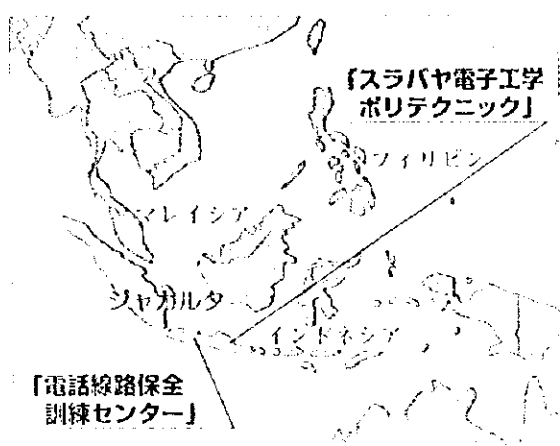 「スラバヤ電子工学
ポリテクニック」
フィリピン
マレイシア
ジャカルタ
インドネシア
「電話線路保全
訓練センター」